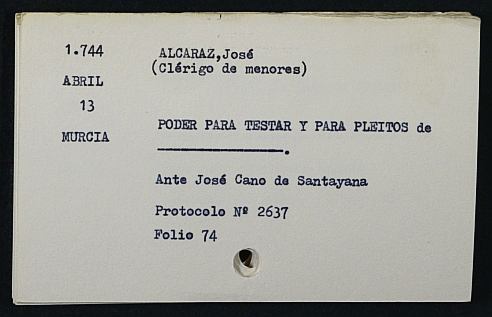 1.744
ALCARAZ,José
(Clérigo de menores)
ABRIL
13
MURCIA
PODER PARA TESTAR Y PARA PLEITOS de
________________.
Ante José Cano de Santayana
Protocolo Nº 2637
Folio 74